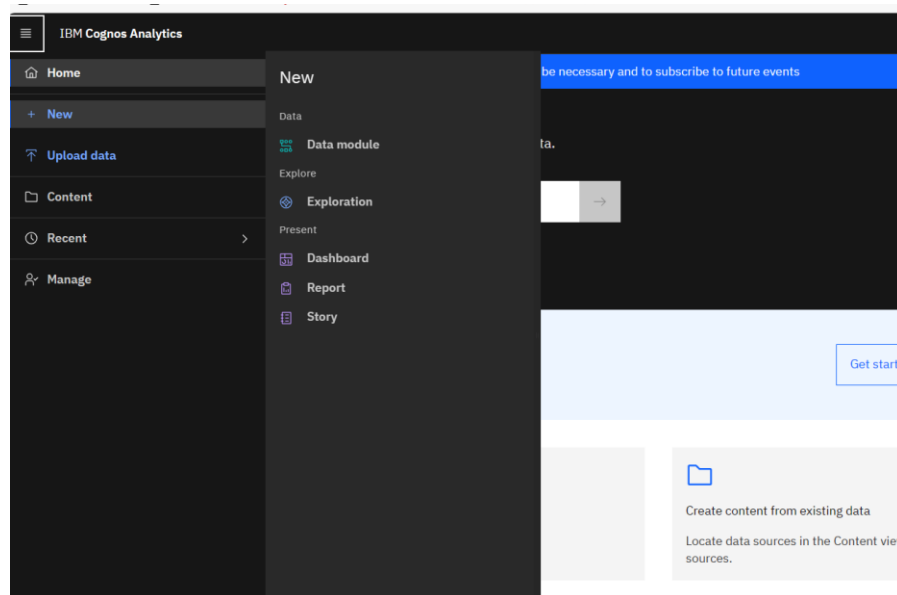 IBM Cognos Analytics
Home
New
Upload data
Content
Recent
Manage
New
Data
Data module
Explore
Exploration
Present
Dashboard
Report
Story
be necessary and to subscribe to future events
ta.
Get start
Create content from existing data
Locate data sources in the Content vie
sources.